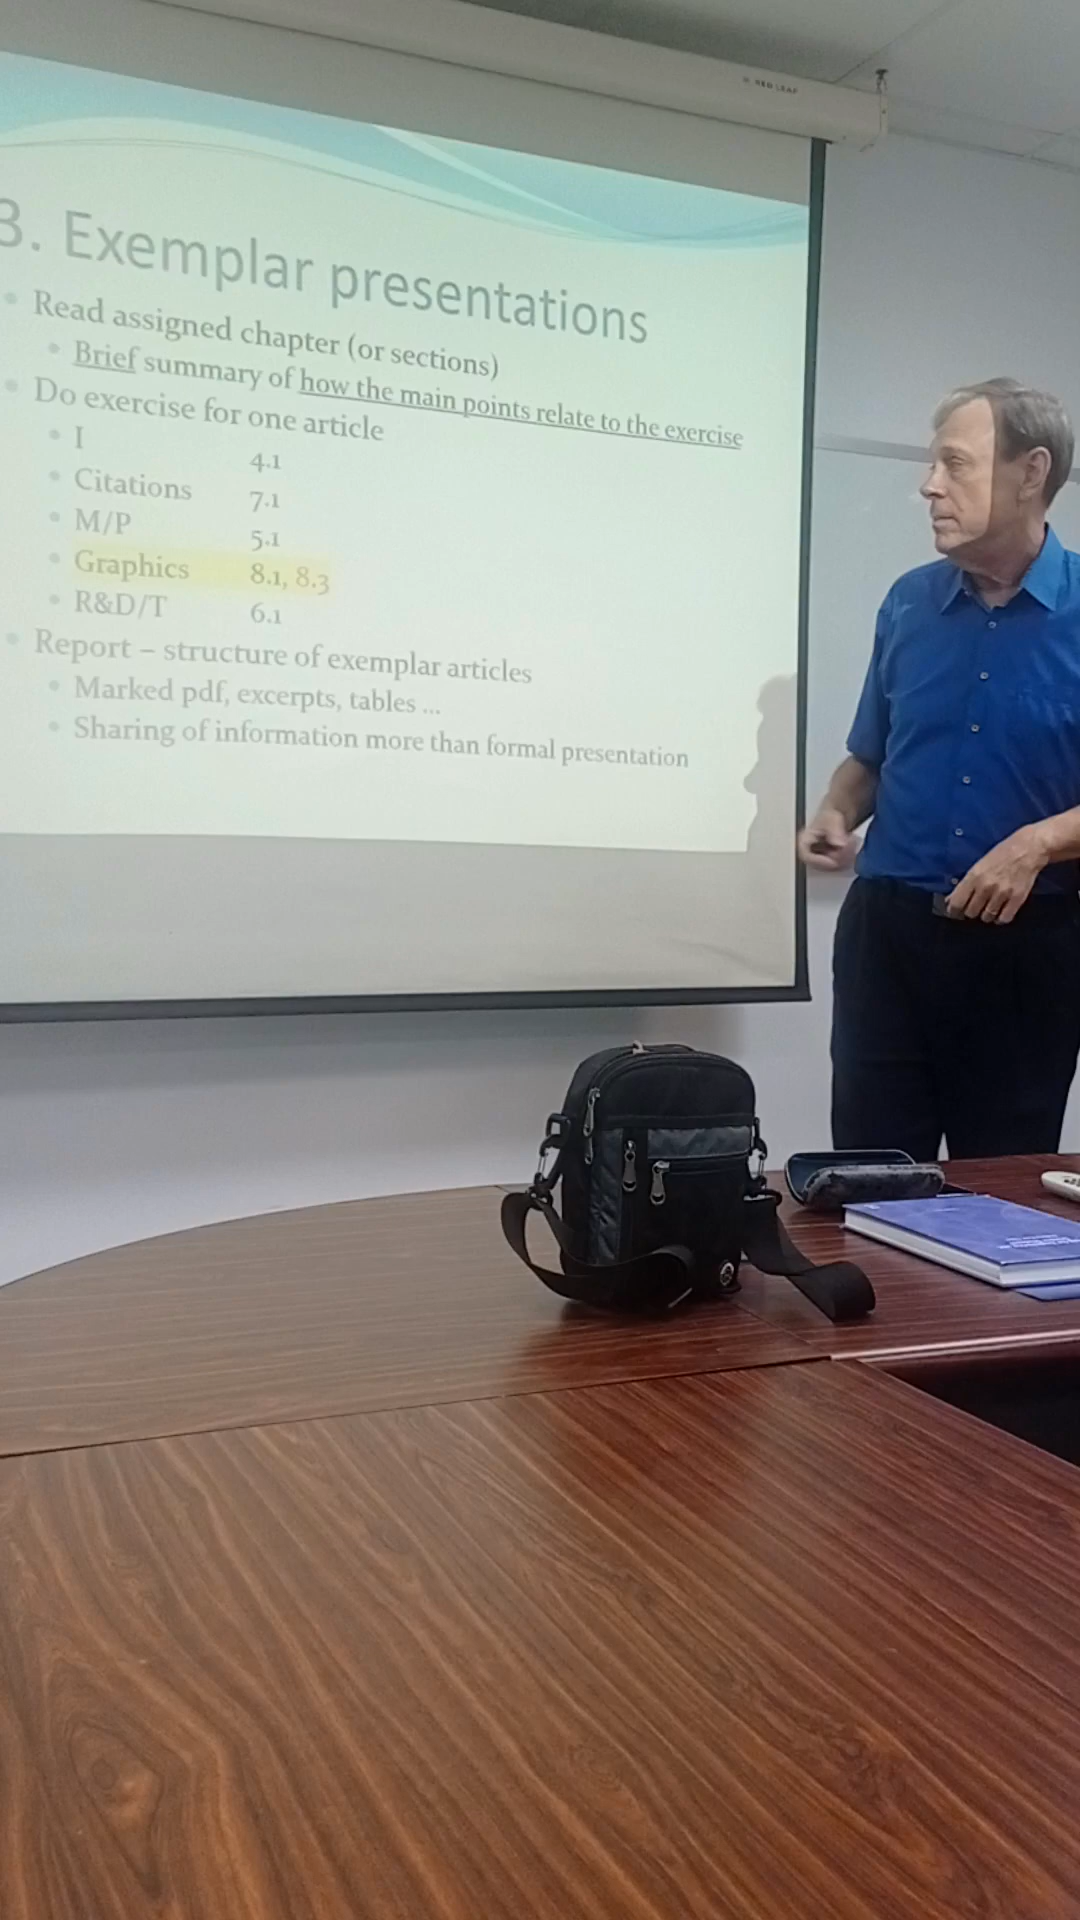 RED LEAF
3. Exemplar presentations
Read assigned chapter (or sections)
Brief summary of how the main points relate to the exercise
Do exercise for one article
I 4.1
Citations 7.1
M/P 5.1
Graphics 8.1, 8.3
R&D/T 6.1
Report – structure of exemplar articles
Marked pdf, excerpts, tables ...
Sharing of information more than formal presentation